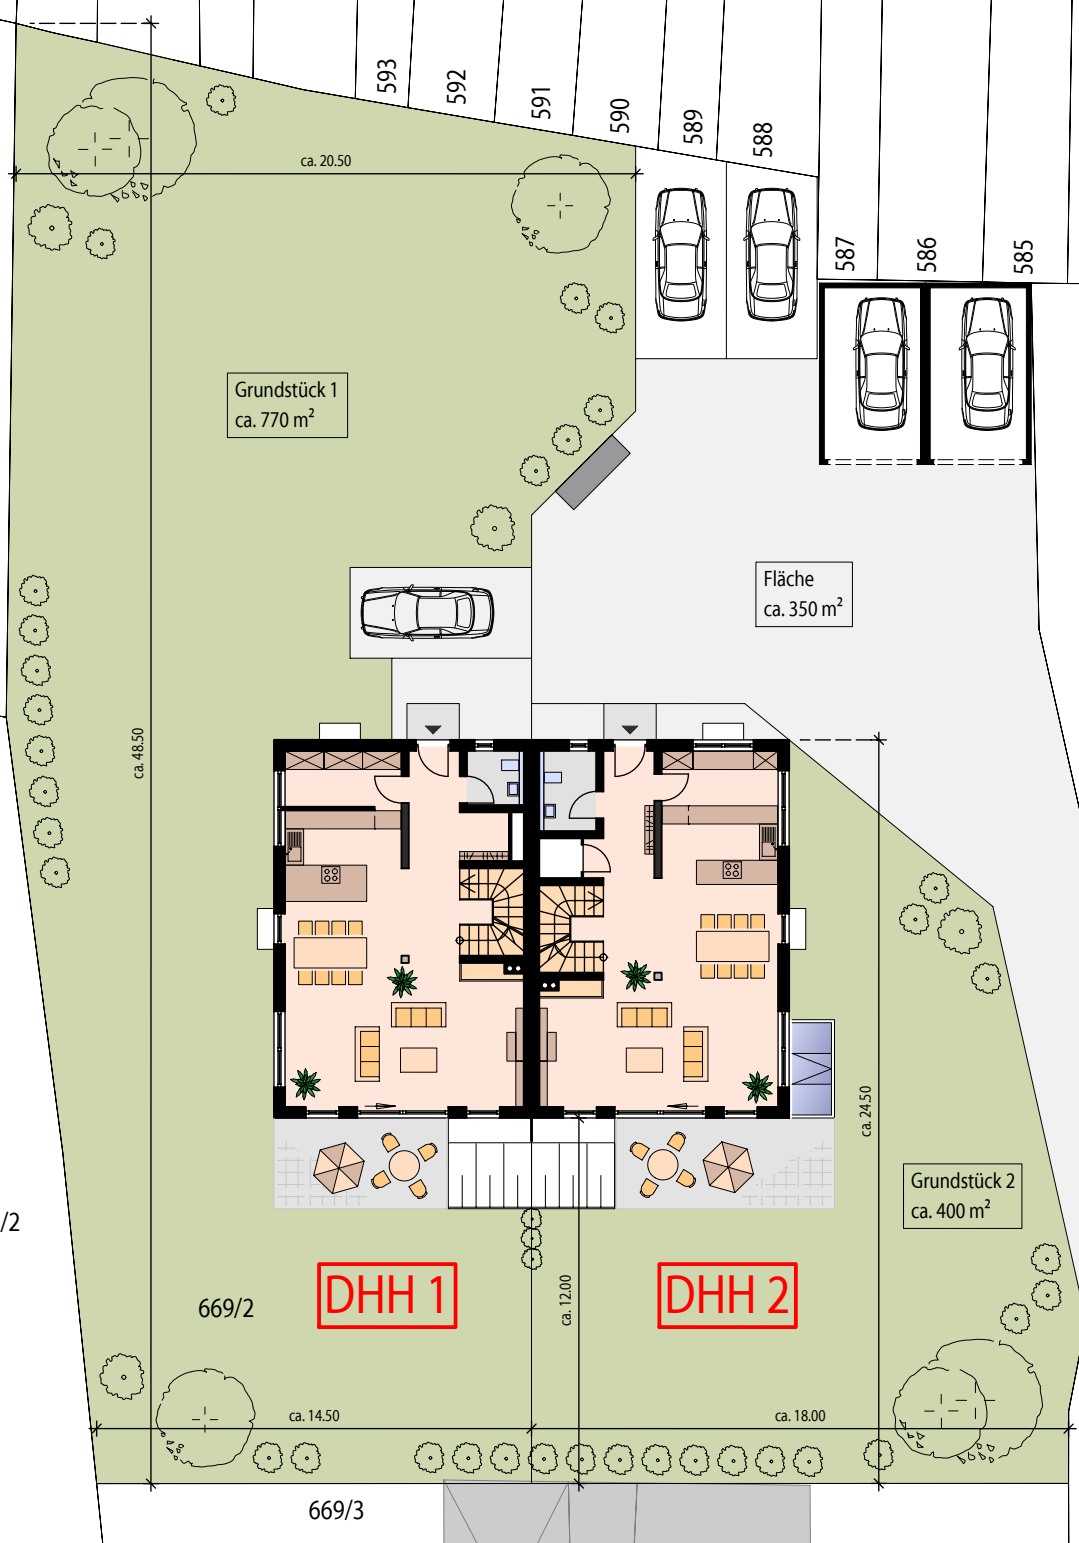 593
592
591
590
589
588
587
586
585
ca. 20.50
Grundstück 1
ca. 770 m²
Fläche
ca. 350 m²
ca. 48.50
ca. 24.50
Grundstück 2
ca. 400 m²
/2
DHH 1
DHH 2
669/2
ca. 12.00
ca. 14.50
ca. 18.00
669/3